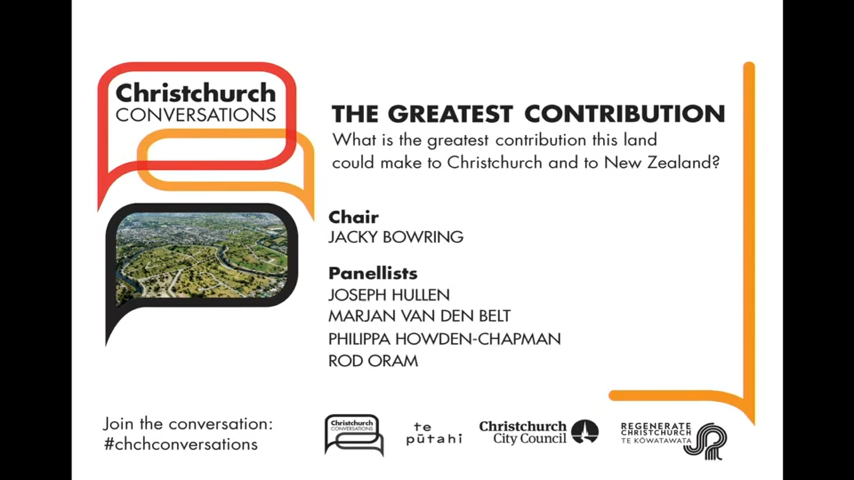 Christchurch
CONVERSATIONS
THE GREATEST CONTRIBUTION
What is the greatest contribution this land
could make to Christchurch and to New Zealand?
Chair
JACKY BOWRING
Panellists
JOSEPH HULLEN
MARJAN VAN DEN BELT
PHILIPPA HOWDEN-CHAPMAN
ROD ORAM
Join the conversation:
#chchconversations
Christchurch
CONVERSATIONS
te
pūtahi
Christchurch
City Council
REGENERATE
CHRISTCHURCH
TE KŌWATAWATA